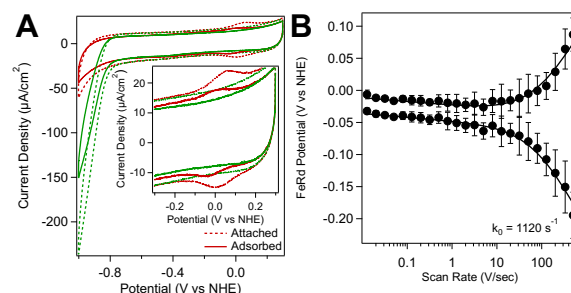 A
B
Current Density (µA/cm²)
0
-50
-100
-150
-200
-0.8
-0.4
0.0
Potential (V vs NHE)
Current Density (µA/cm²)
20
10
0
-10
-0.2
0.0
0.2
Potential (V vs NHE)
Attached
Adsorbed
FeRd Potential (V vs NHE)
0.10
0.05
0.00
-0.05
-0.10
-0.15
-0.20
k₀ = 1120 s⁻¹
0.1
1
10
100
Scan Rate (V/sec)